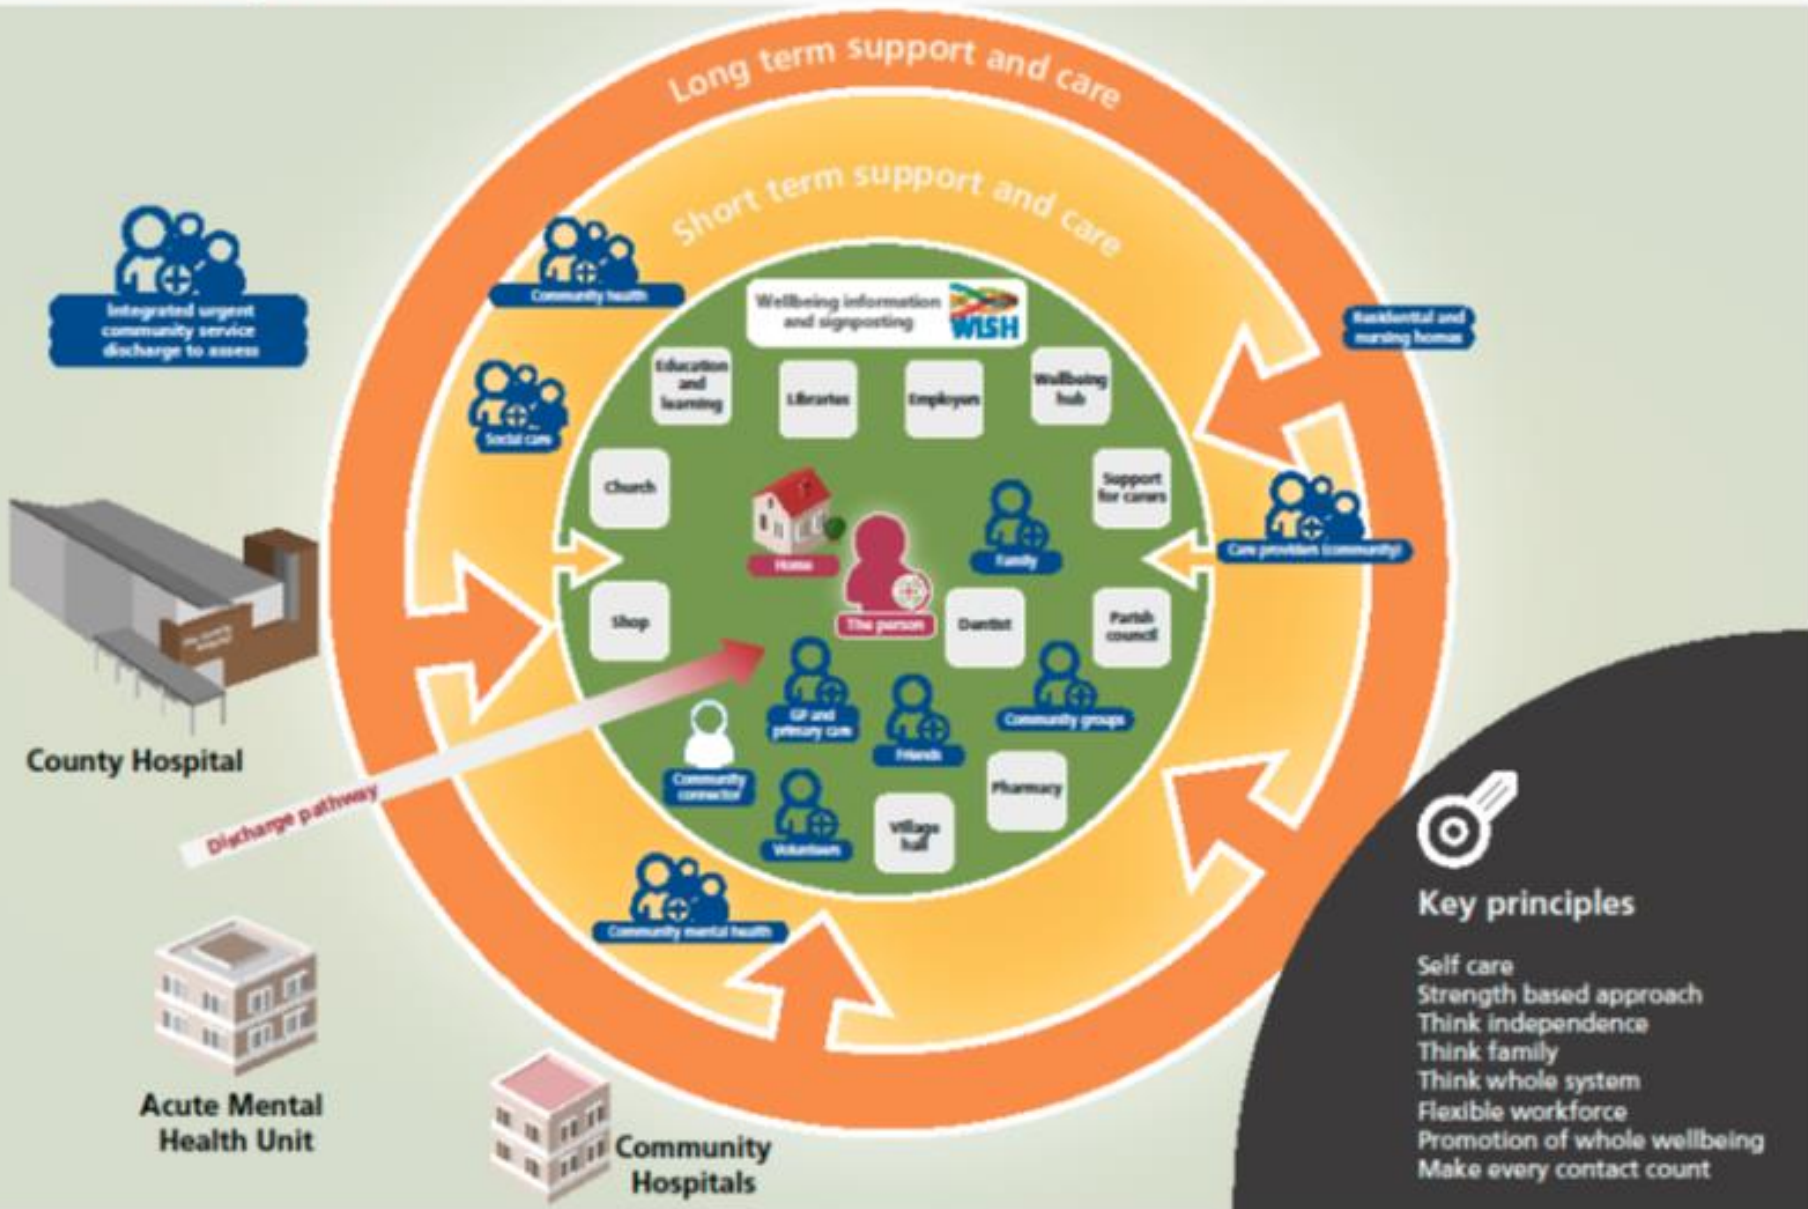 Long term support and care
Short term support and care
Integrated urgent
community service
discharge to assess
Community health
Social care
Wellbeing information
and signposting
WISH
Education
and
learning
Libraries
Employers
Wellbeing
hub
Residential and
nursing homes
Church
Support
for carers
Home
Family
Care providers (community)
Shop
The person
Dentist
Parish
council
GP and
primary care
Friends
Community groups
Community
connector
Volunteers
Village
hall
Pharmacy
Community mental health
County Hospital
Discharge pathway
Acute Mental
Health Unit
Community
Hospitals
Key principles
Self care
Strength based approach
Think independence
Think family
Think whole system
Flexible workforce
Promotion of whole wellbeing
Make every contact count